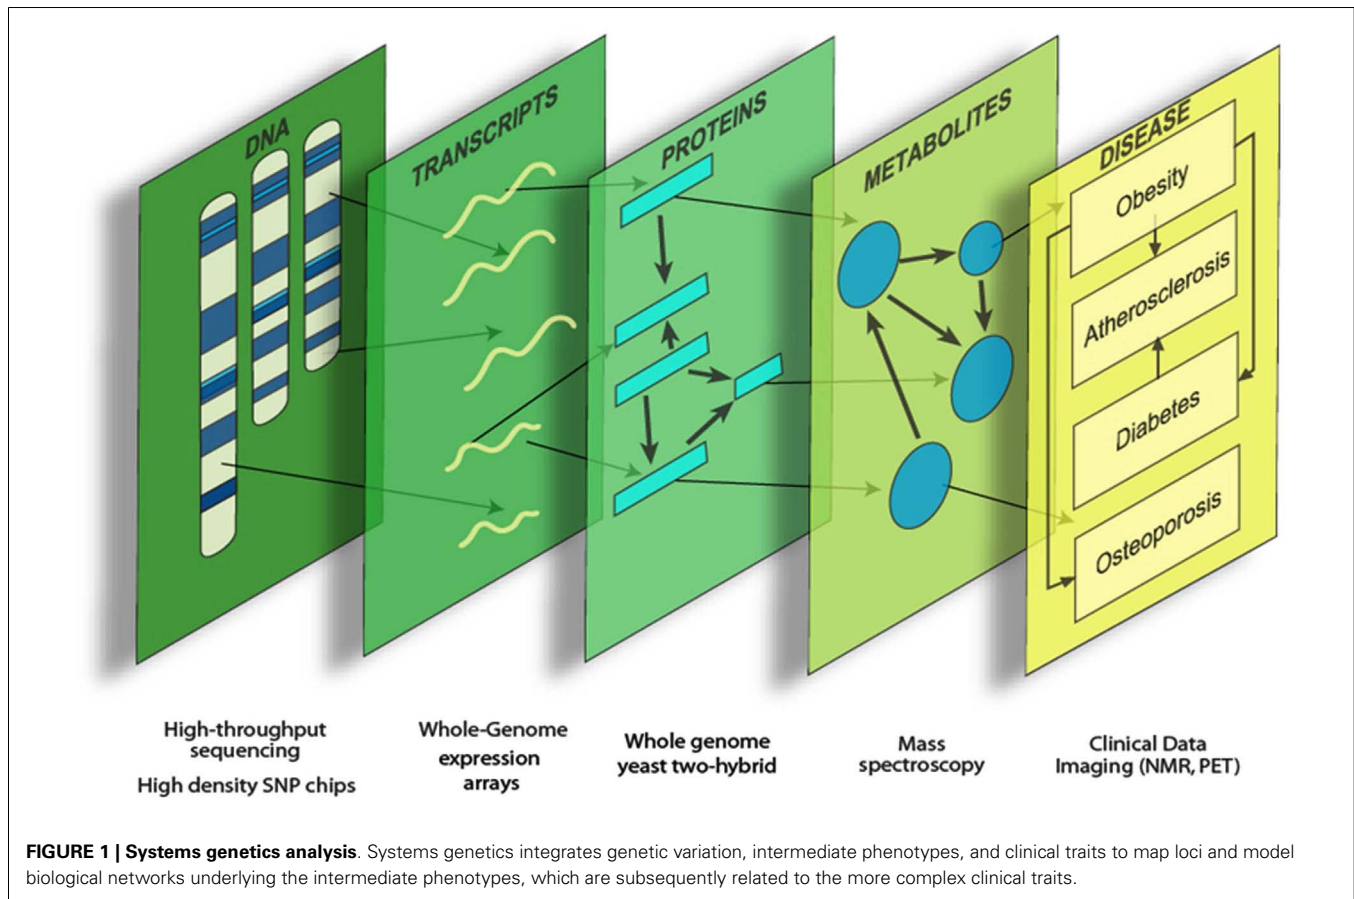 DNA
TRANSCRIPTS
PROTEINS
METABOLITES
DISEASE
Obesity
Atherosclerosis
Diabetes
Osteoporosis
High-throughput
sequencing
High density SNP chips
Whole-Genome
expression
arrays
Whole genome
yeast two-hybrid
Mass
spectroscopy
Clinical Data
Imaging (NMR, PET)
FIGURE 1 | Systems genetics analysis. Systems genetics integrates genetic variation, intermediate phenotypes, and clinical traits to map loci and model
biological networks underlying the intermediate phenotypes, which are subsequently related to the more complex clinical traits.